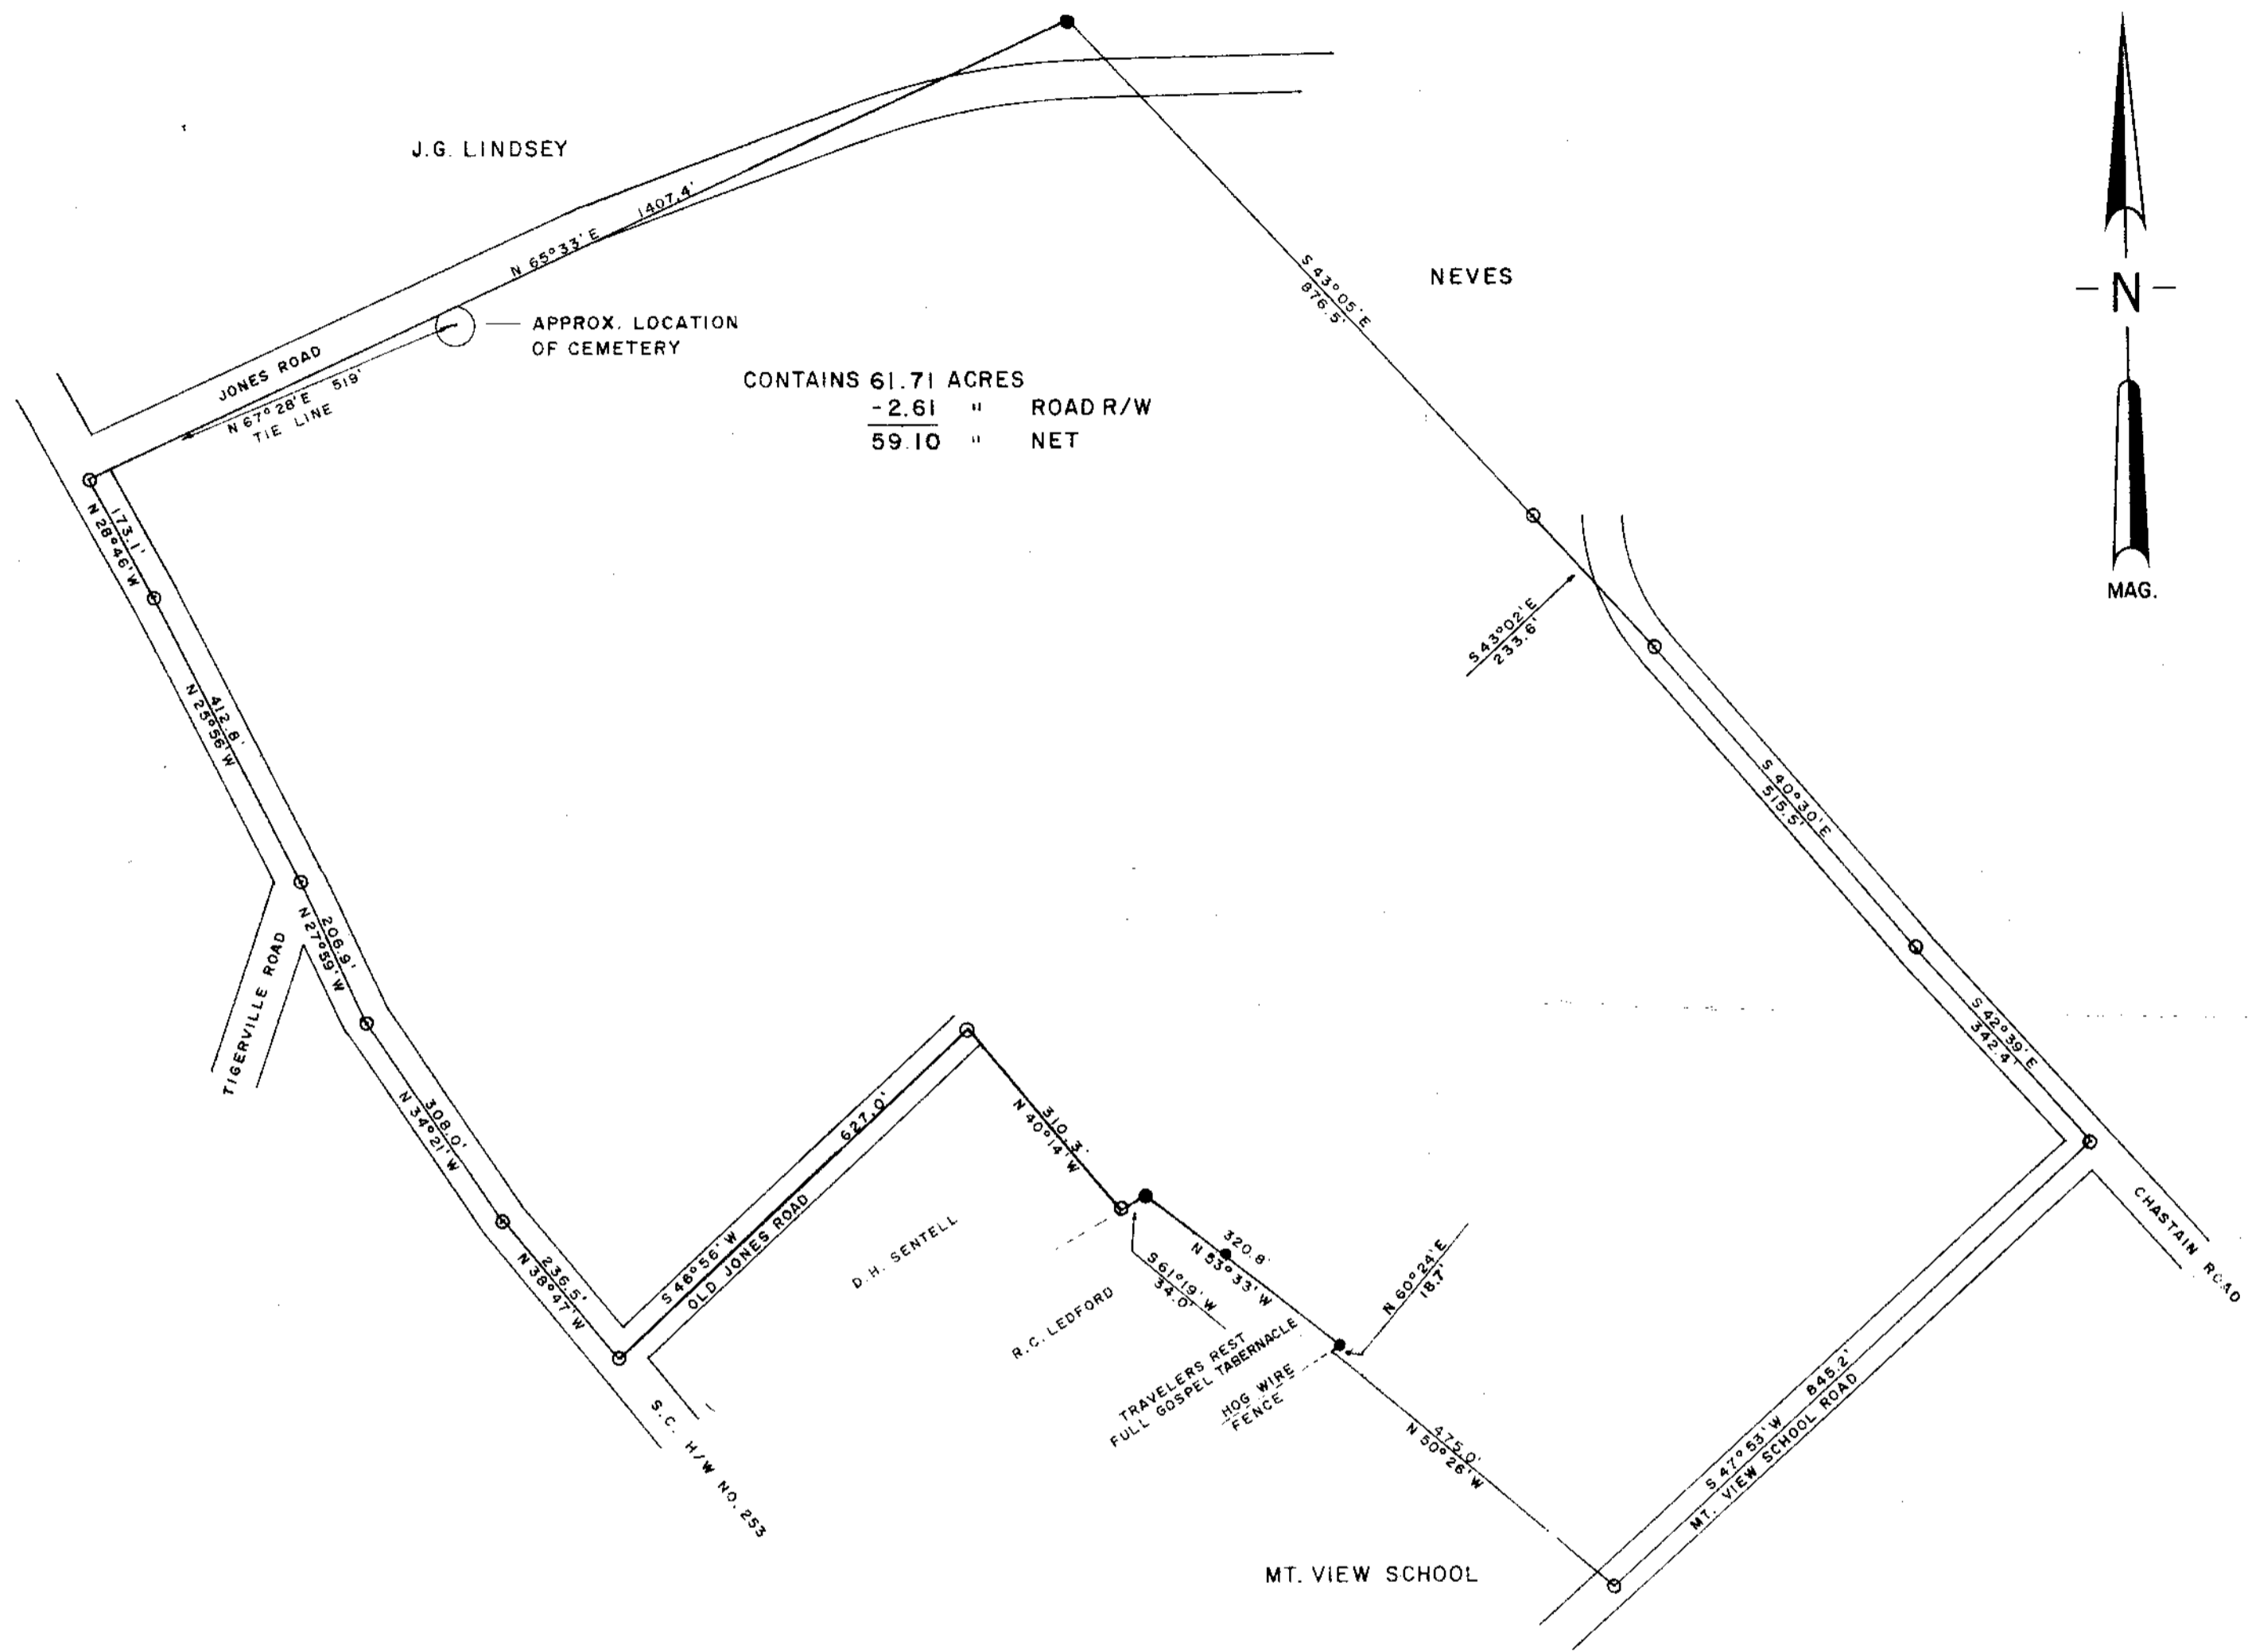 J.G. LINDSEY
1407.4'
N 65°33' E
NEVES
S 43°05' E
876.5'
N
MAG.
APPROX. LOCATION
OF CEMETERY
JONES ROAD
N 67°28'E 519'
TIE LINE
CONTAINS 61.71 ACRES
-2.61 " ROAD R/W
59.10 " NET
173.1'
N 28°46' W
S 43°02' E
233.6'
412.8'
N 25°56' W
S 40°30' E
515.5'
206.9'
N 27°59' W
TIGERVILLE ROAD
S 42°39' E
342.4'
308.0'
N 34°21' W
627.0'
S 46°56' W
OLD JONES ROAD
310.3'
N 40°14' W
236.5'
N 38°47' W
D.H. SENTELL
R.C. LEDFORD
S 61°19' W
34.0'
320.8'
N 53°33' W
N 60°24' E
18.7'
CHASTAIN ROAD
TRAVELERS REST
FULL GOSPEL TABERNACLE
HOG WIRE
FENCE
475.0'
N 50°26' W
S 47°53' W 845.2'
MT. VIEW SCHOOL ROAD
S.C. H/W NO. 253
MT. VIEW SCHOOL